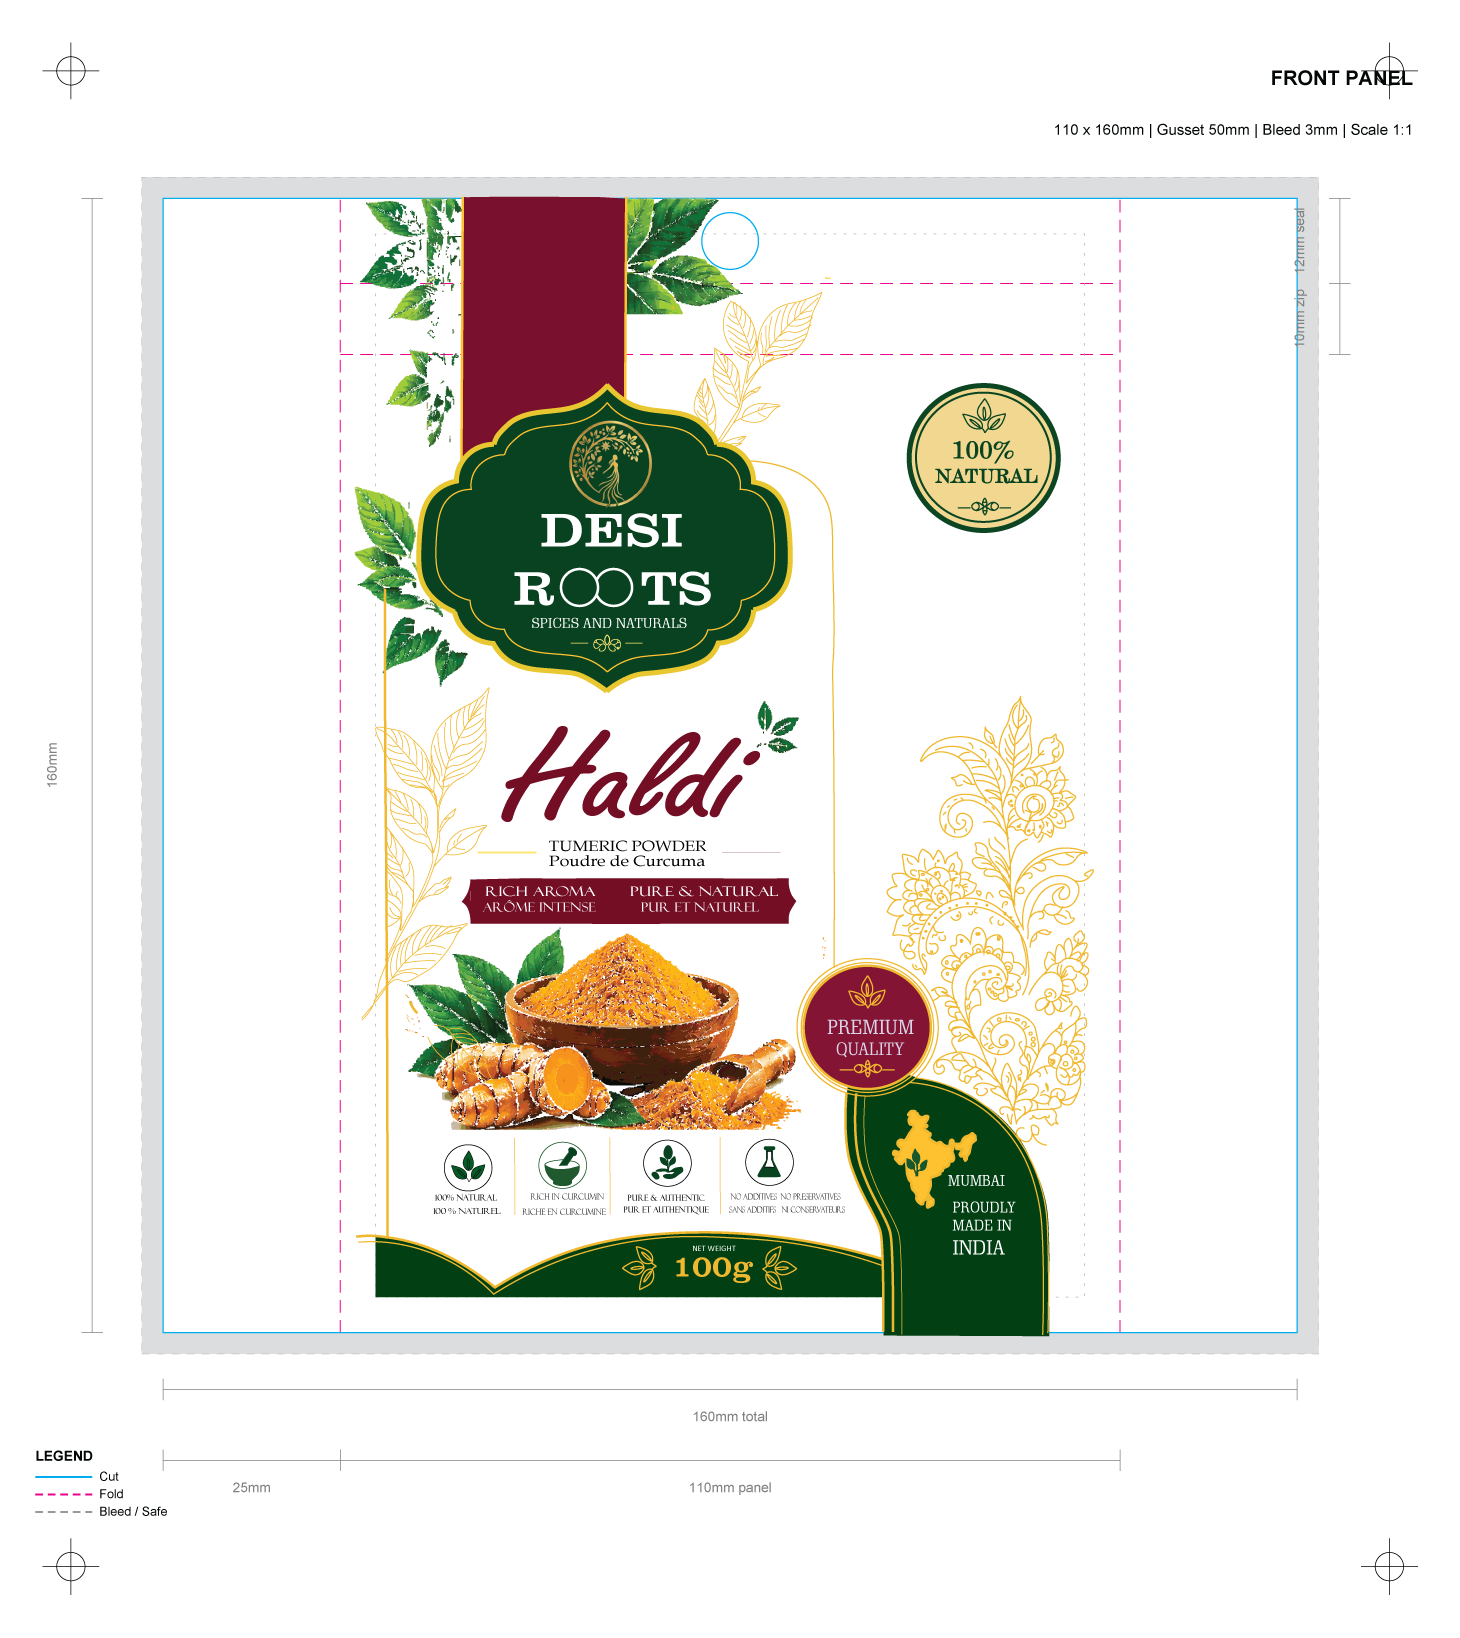 FRONT PANEL
110 x 160mm | Gusset 50mm | Bleed 3mm | Scale 1:1
12mm seal
10mm zip
100%
NATURAL
DESI
ROOTS
SPICES AND NATURALS
160mm
Haldi
TUMERIC POWDER
Poudre de Curcuma
RICH AROMA PURE & NATURAL
ARÔME INTENSE PUR ET NATUREL
PREMIUM
QUALITY
100% NATURAL
100 % NATUREL
RICH IN CURCUMIN
RICHE EN CURCUMINE
PURE & AUTHENTIC
PUR ET AUTHENTIQUE
NO ADDITIVES NO PRESERVATIVES
SANS ADDITIFS NI CONSERVATEURS
MUMBAI
PROUDLY
MADE IN
INDIA
NET WEIGHT
100g
160mm total
25mm
110mm panel
LEGEND
Cut
Fold
Bleed / Safe